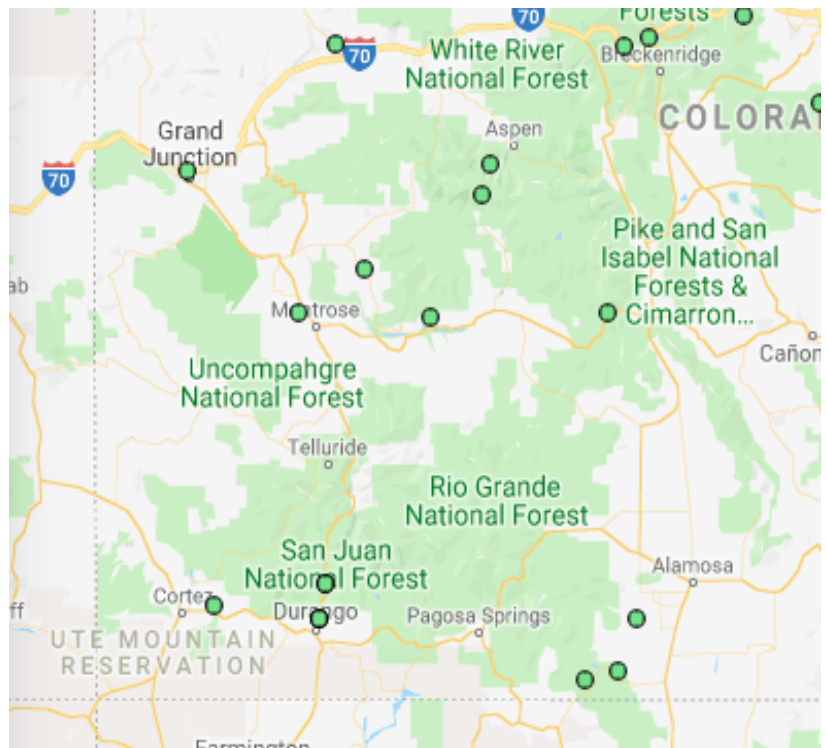 70
Forests
White River
National Forest
70
Breckenridge
COLORA
Grand
Junction
Aspen
70
Pike and San
Isabel National
Forests &
Cimarron...
ab
Montrose
Cañon
Uncompahgre
National Forest
Telluride
Rio Grande
National Forest
San Juan
National Forest
Alamosa
Cortez
ff
Durango
Pagosa Springs
UTE MOUNTAIN
RESERVATION
Farmington